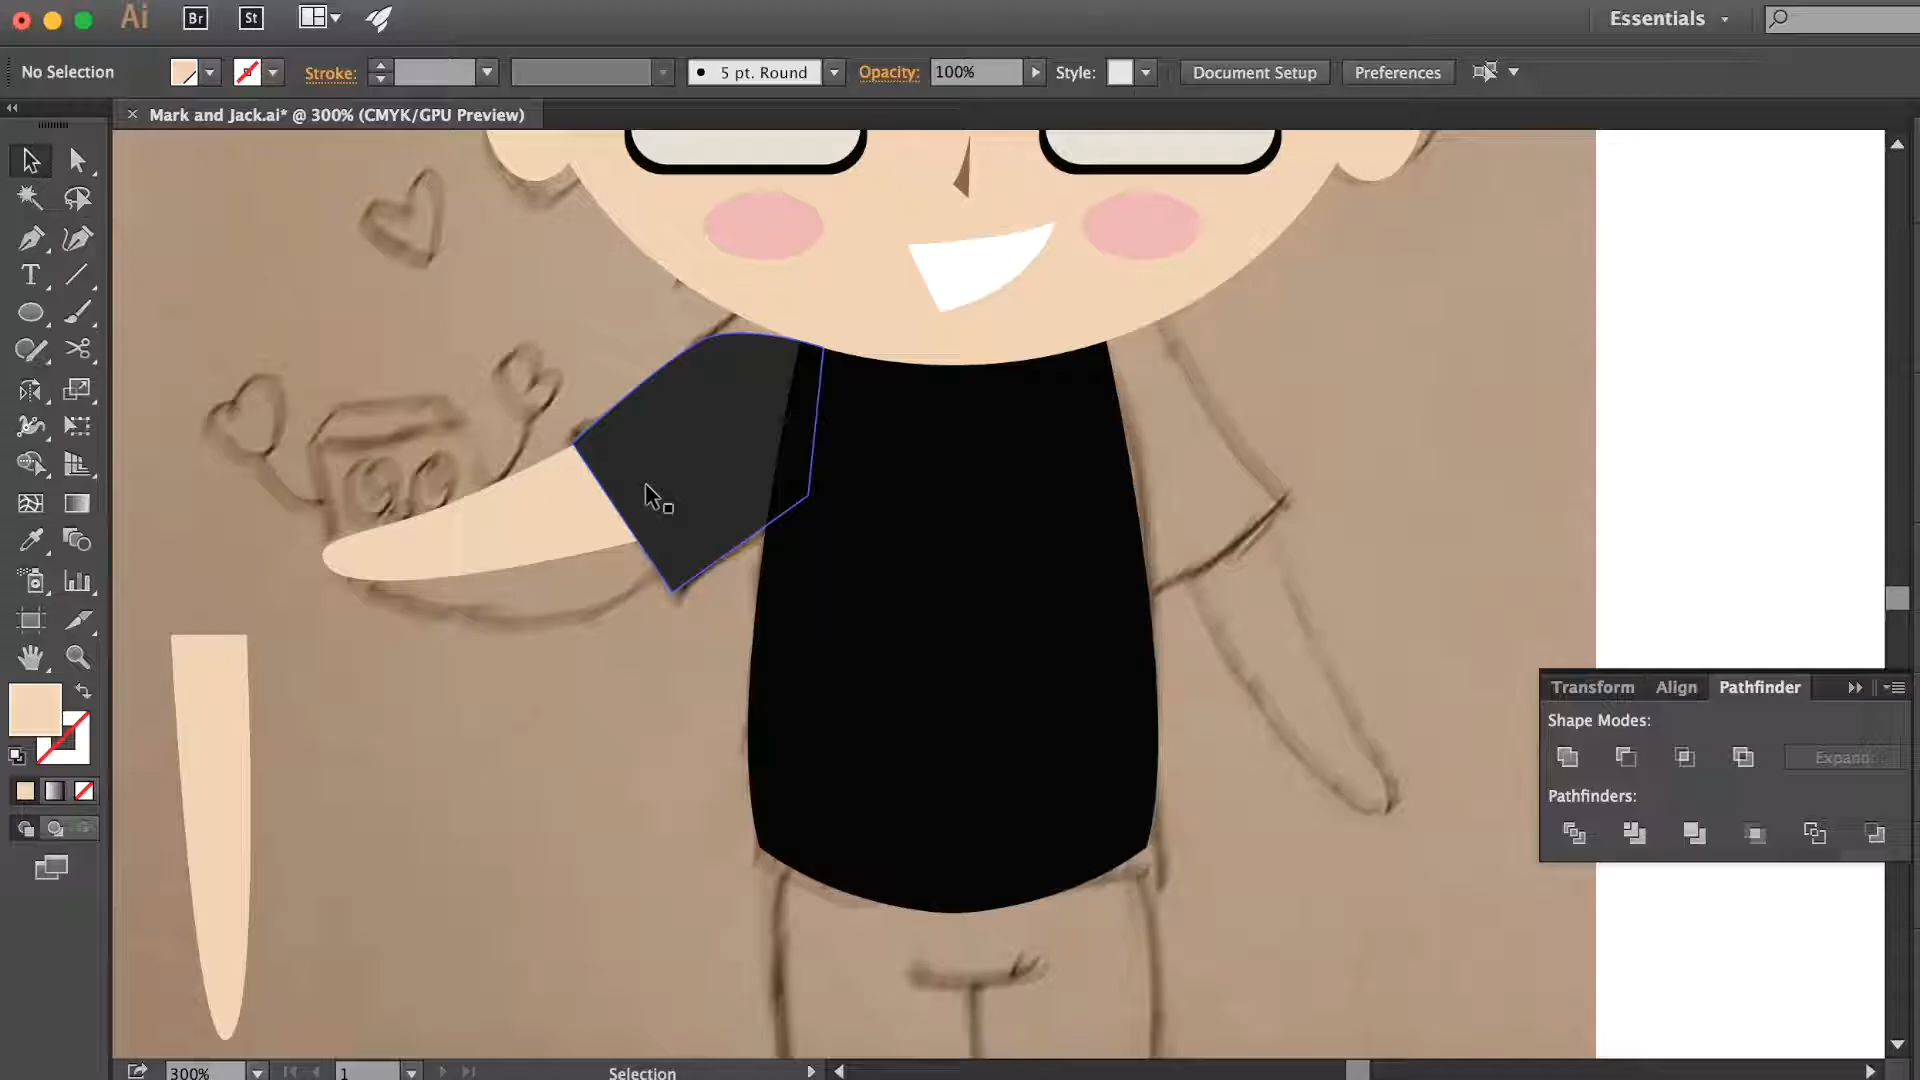 Ai Br St Essentials
No Selection Stroke: 5 pt. Round Opacity: 100% Style: Document Setup Preferences
× Mark and Jack.ai* @ 300% (CMYK/GPU Preview)
T
Transform Align Pathfinder
Shape Modes:
Expand
Pathfinders:
300% 1 Selection